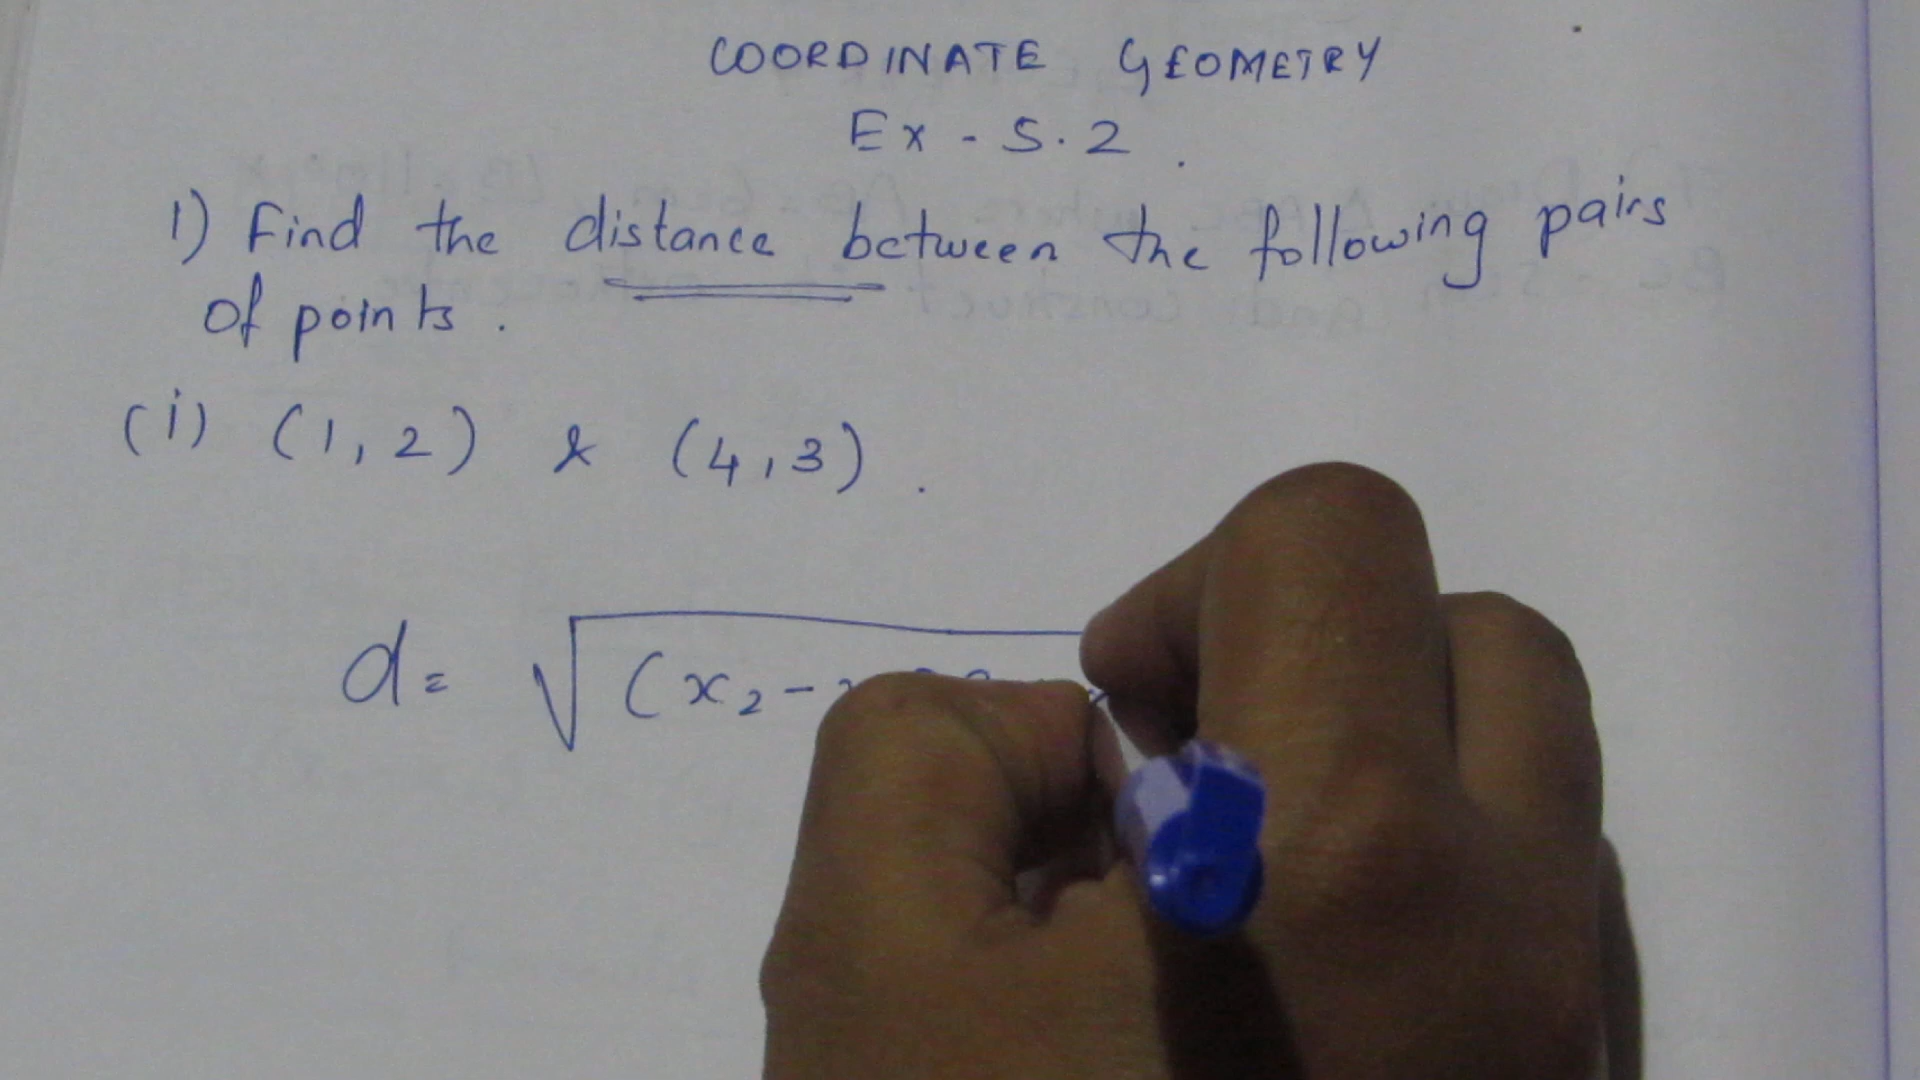 COORDINATE GEOMETRY
Ex - 5.2 .
1) Find the distance between the following pairs
of points .
(i) (1,2) & (4,3) .
d= √(x₂-